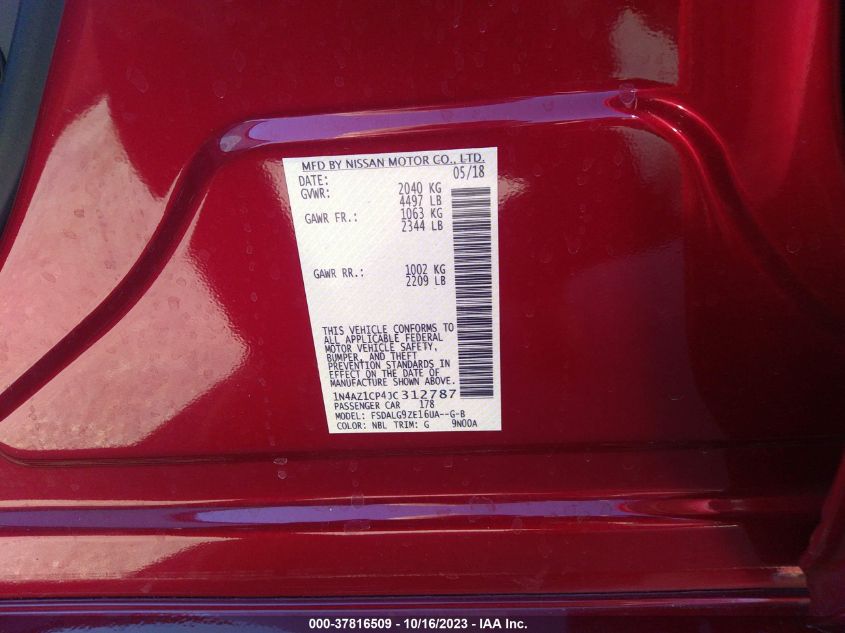 MFD BY NISSAN MOTOR CO., LTD.
DATE: 05/18
GVWR: 2040 KG
4497 LB
GAWR FR.: 1063 KG
2344 LB
GAWR RR.: 1002 KG
2209 LB
THIS VEHICLE CONFORMS TO
ALL APPLICABLE FEDERAL
MOTOR VEHICLE SAFETY,
BUMPER, AND THEFT
PREVENTION STANDARDS IN
EFFECT ON THE DATE OF
MANUFACTURE SHOWN ABOVE.
1N4AZ1CP4JC312787
PASSENGER CAR 178
MODEL: FSDALG9ZE16UA--G-B
COLOR: NBL TRIM: G 9N00A
000-37816509 - 10/16/2023 - IAA Inc.